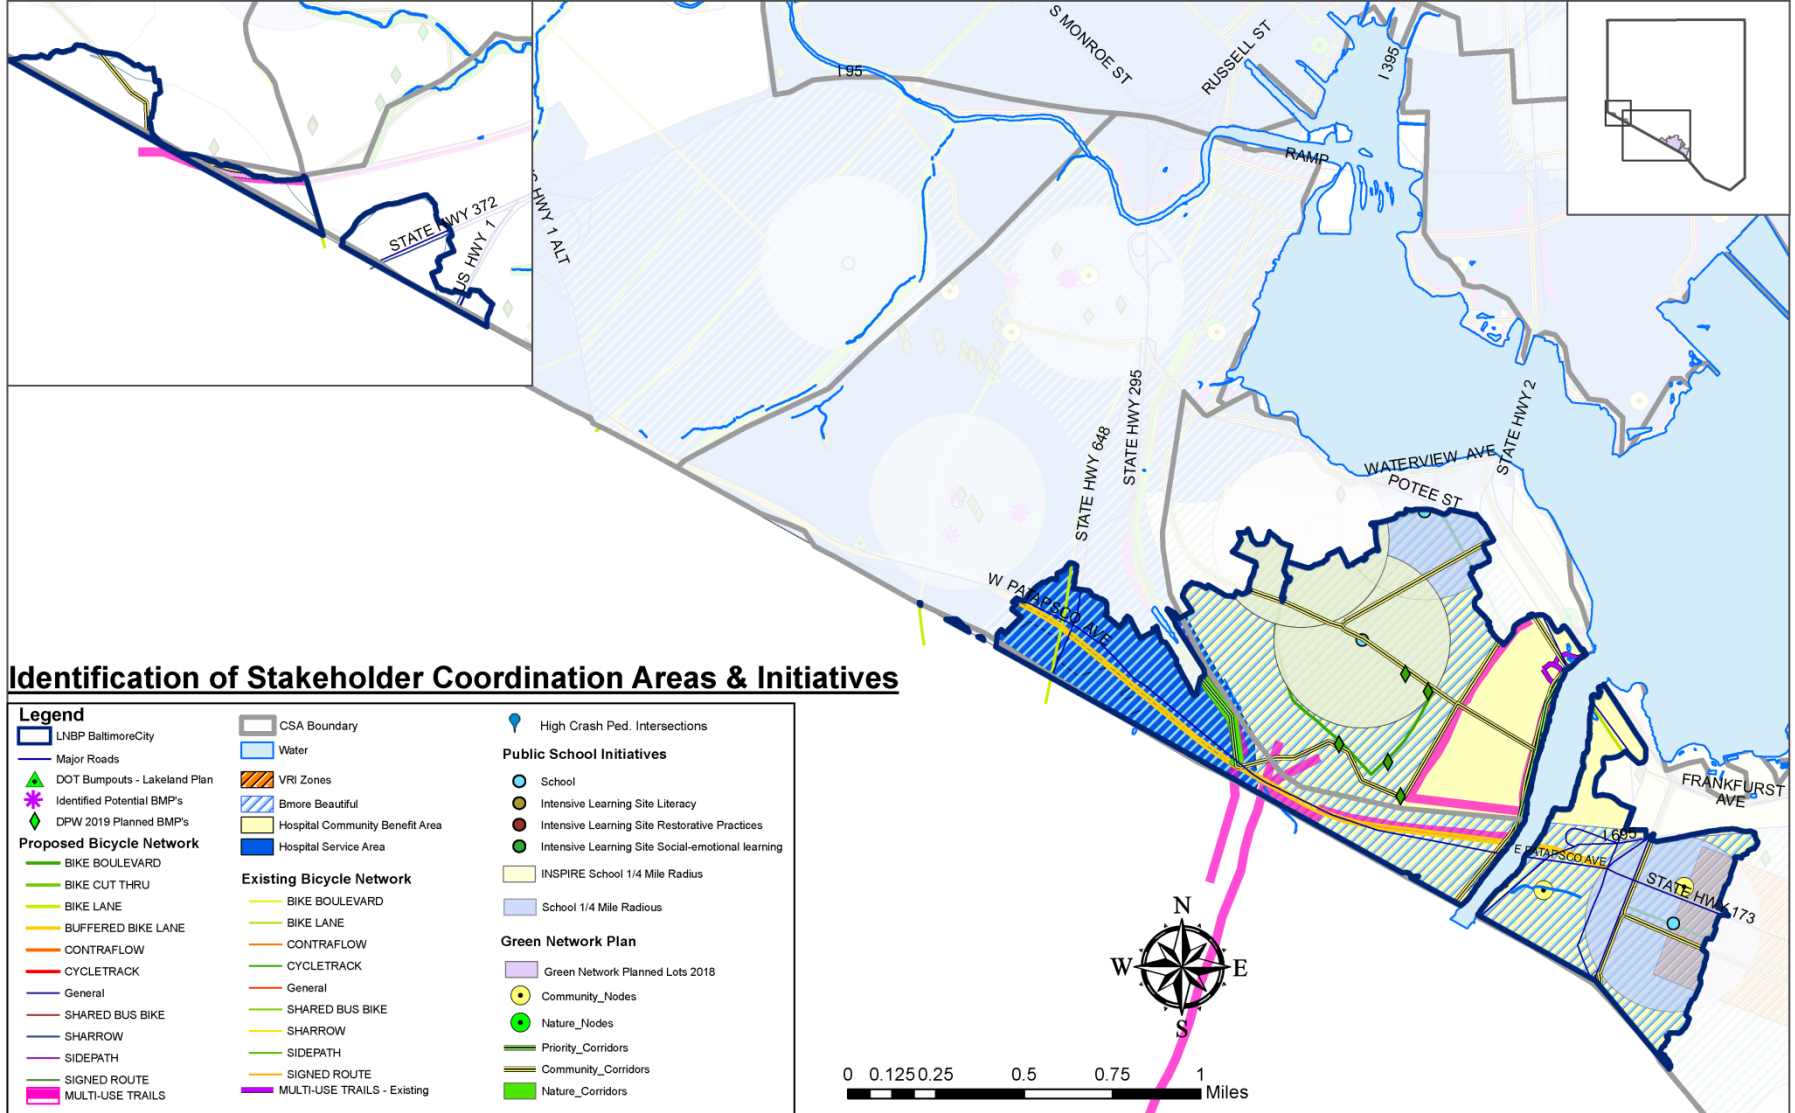 S MONROE ST
RUSSELL ST
I 395
I 95
RAMP
STATE HWY 372
US HWY 1
HWY 1 ALT
STATE HWY 295
STATE HWY 648
STATE HWY 2
WATERVIEW AVE
POTEE ST
W PATAPSCO AVE
FRANKFURST
AVE
I 695
E PATAPSCO AVE
STATE HWY 173
Identification of Stakeholder Coordination Areas & Initiatives
Legend
LNBP BaltimoreCity
Major Roads
DOT Bumpouts - Lakeland Plan
Identified Potential BMP's
DPW 2019 Planned BMP's
Proposed Bicycle Network
BIKE BOULEVARD
BIKE CUT THRU
BIKE LANE
BUFFERED BIKE LANE
CONTRAFLOW
CYCLETRACK
General
SHARED BUS BIKE
SHARROW
SIDEPATH
SIGNED ROUTE
MULTI-USE TRAILS
CSA Boundary
Water
VRI Zones
Bmore Beautiful
Hospital Community Benefit Area
Hospital Service Area
Existing Bicycle Network
BIKE BOULEVARD
BIKE LANE
CONTRAFLOW
CYCLETRACK
General
SHARED BUS BIKE
SHARROW
SIDEPATH
SIGNED ROUTE
MULTI-USE TRAILS - Existing
High Crash Ped. Intersections
Public School Initiatives
School
Intensive Learning Site Literacy
Intensive Learning Site Restorative Practices
Intensive Learning Site Social-emotional learning
INSPIRE School 1/4 Mile Radius
School 1/4 Mile Radious
Green Network Plan
Green Network Planned Lots 2018
Community_Nodes
Nature_Nodes
Priority_Corridors
Community_Corridors
Nature_Corridors
N
W E
S
0 0.125 0.25 0.5 0.75 1
Miles